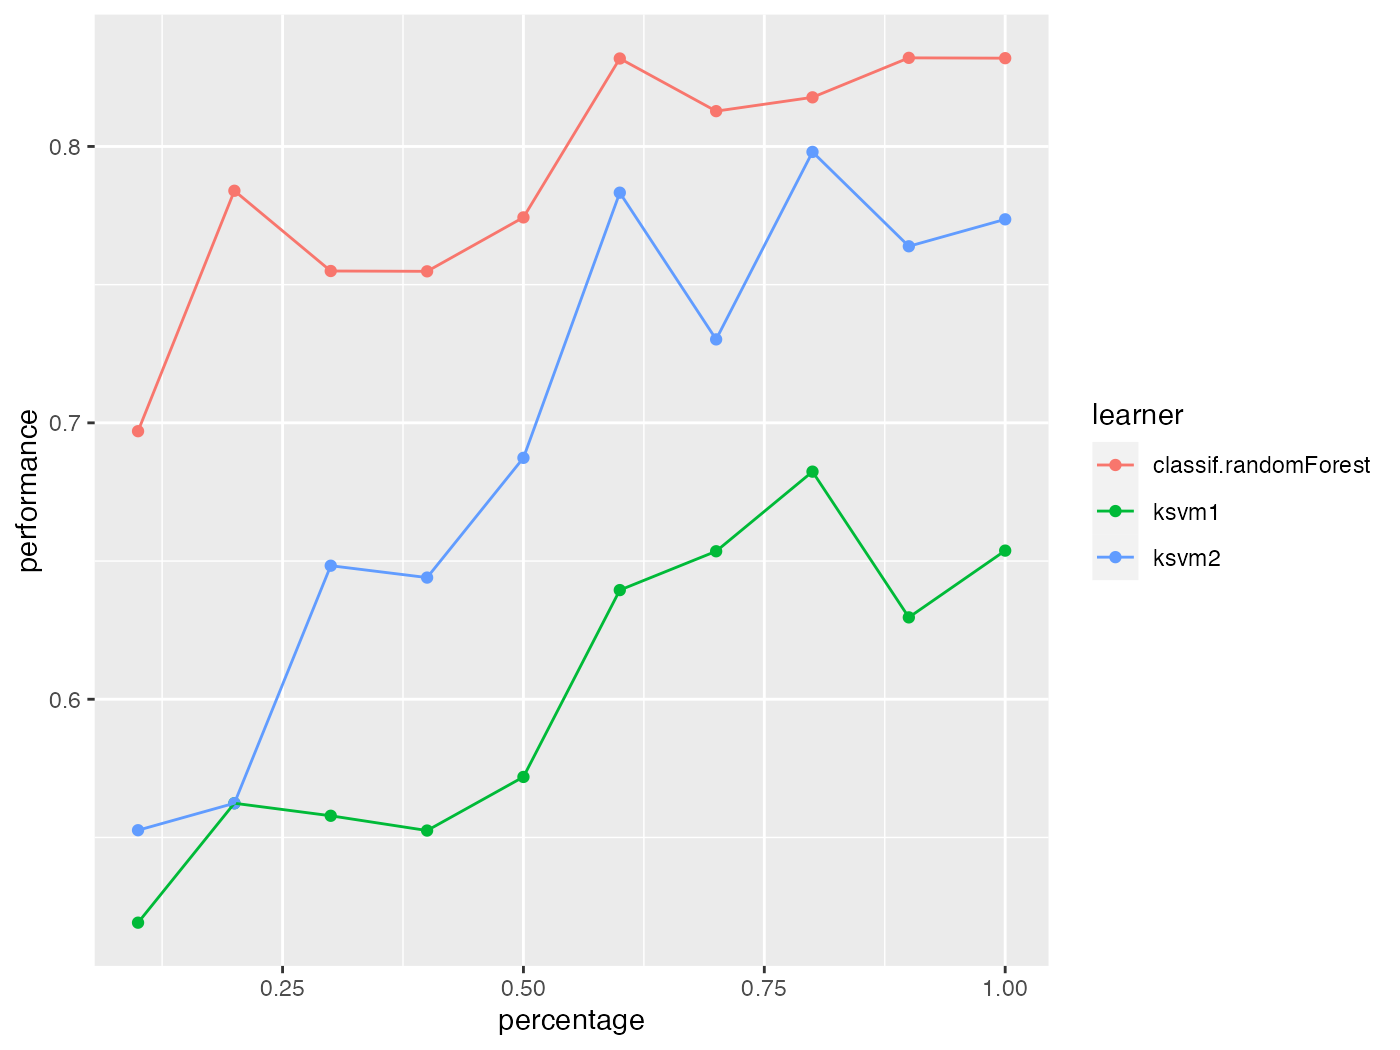 0.8
0.7
0.6
performance
0.25
0.50
0.75
1.00
percentage
learner
classif.randomForest
ksvm1
ksvm2